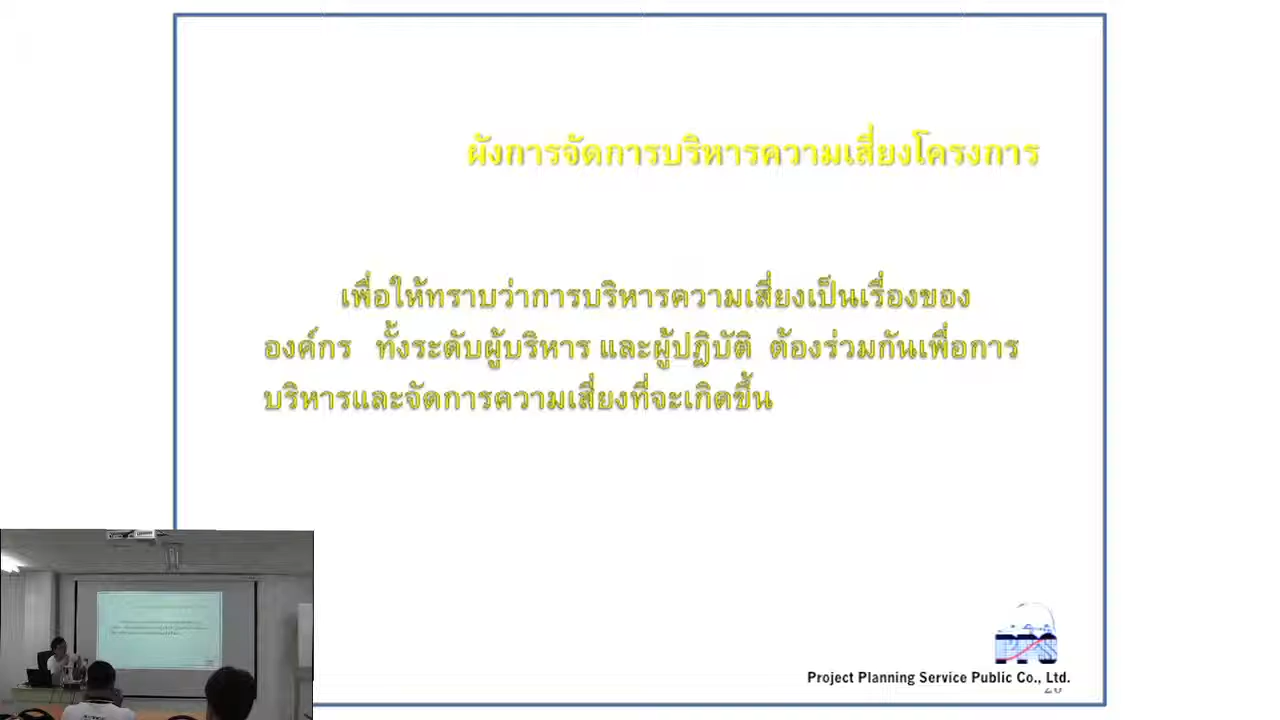 ผังการจัดการบริหารความเสี่ยงโครงการ
เพื่อให้ทราบว่าการบริหารความเสี่ยงเป็นเรื่องของ
องค์กร ทั้งระดับผู้บริหาร และผู้ปฏิบัติ ต้องร่วมกันเพื่อการ
บริหารและจัดการความเสี่ยงที่จะเกิดขึ้น
PPS
Project Planning Service Public Co., Ltd.